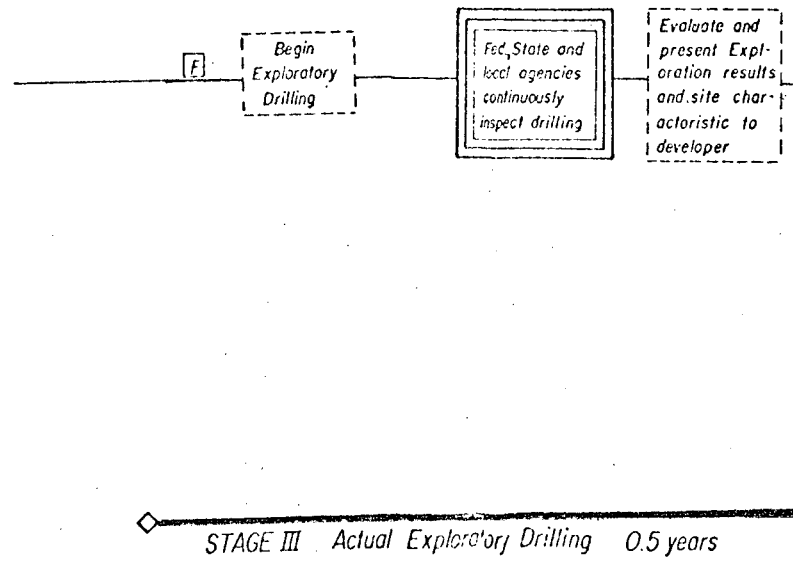 F
Begin
Exploratory
Drilling
Fed, State and
local agencies
continuously
inspect drilling
Evaluate and
present Expl-
oration results
and site char-
actoristic to
developer
STAGE III Actual Exploratory Drilling 0.5 years